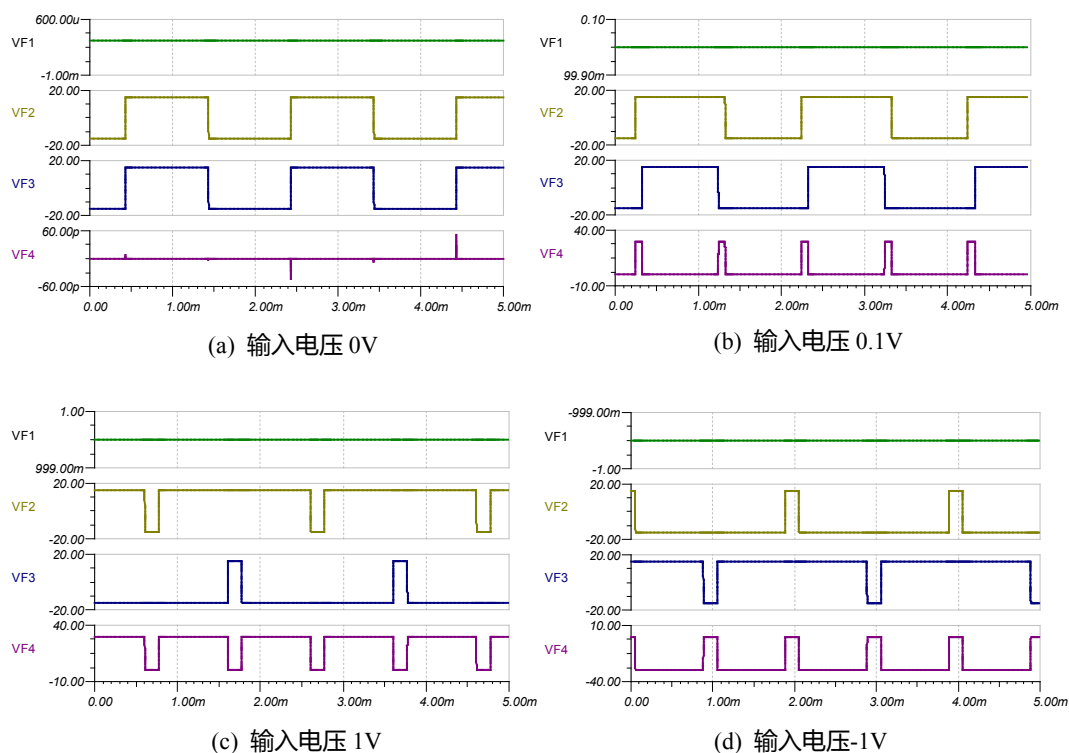 600.00u
VF1
-1.00m
20.00
VF2
-20.00
20.00
VF3
-20.00
60.00p
VF4
-60.00p
0.00 1.00m 2.00m 3.00m 4.00m 5.00m
(a) 输入电压 0V
0.10
VF1
99.90m
20.00
VF2
-20.00
20.00
VF3
-20.00
40.00
VF4
-10.00
0.00 1.00m 2.00m 3.00m 4.00m 5.00m
(b) 输入电压 0.1V
1.00
VF1
999.00m
20.00
VF2
-20.00
20.00
VF3
-20.00
40.00
VF4
-10.00
0.00 1.00m 2.00m 3.00m 4.00m 5.00m
(c) 输入电压 1V
-999.00m
VF1
-1.00
20.00
VF2
-20.00
20.00
VF3
-20.00
10.00
VF4
-40.00
0.00 1.00m 2.00m 3.00m 4.00m 5.00m
(d) 输入电压-1V